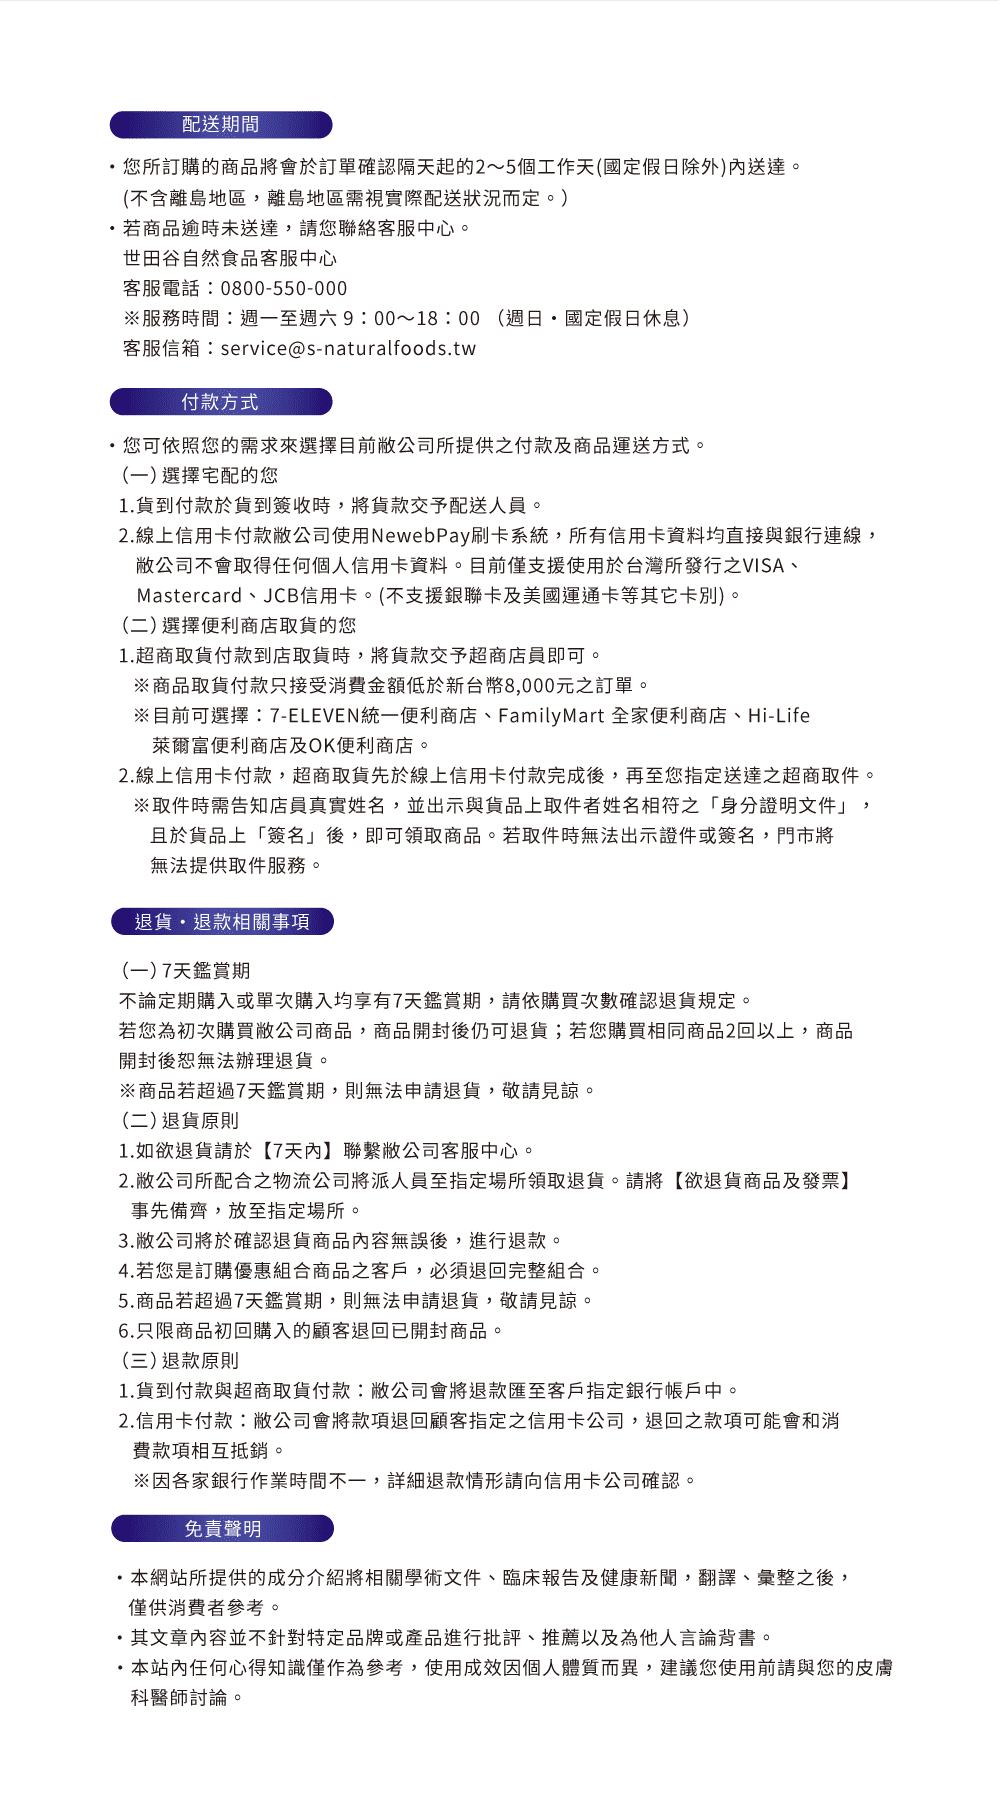 配送期間
・您所訂購的商品將會於訂單確認隔天起的2～5個工作天(國定假日除外)內送達。
(不含離島地區，離島地區需視實際配送狀況而定。）
・若商品逾時未送達，請您聯絡客服中心。
世田谷自然食品客服中心
客服電話：0800-550-000
※服務時間：週一至週六 9：00～18：00 （週日・國定假日休息）
客服信箱：service@s-naturalfoods.tw
付款方式
・您可依照您的需求來選擇目前敝公司所提供之付款及商品運送方式。
（一）選擇宅配的您
1.貨到付款於貨到簽收時，將貨款交予配送人員。
2.線上信用卡付款敝公司使用NewebPay刷卡系統，所有信用卡資料均直接與銀行連線，
敝公司不會取得任何個人信用卡資料。目前僅支援使用於台灣所發行之VISA、
Mastercard、JCB信用卡。(不支援銀聯卡及美國運通卡等其它卡別)。
（二）選擇便利商店取貨的您
1.超商取貨付款到店取貨時，將貨款交予超商店員即可。
※商品取貨付款只接受消費金額低於新台幣8,000元之訂單。
※目前可選擇：7-ELEVEN統一便利商店、FamilyMart 全家便利商店、Hi-Life
萊爾富便利商店及OK便利商店。
2.線上信用卡付款，超商取貨先於線上信用卡付款完成後，再至您指定送達之超商取件。
※取件時需告知店員真實姓名，並出示與貨品上取件者姓名相符之「身分證明文件」，
且於貨品上「簽名」後，即可領取商品。若取件時無法出示證件或簽名，門市將
無法提供取件服務。
退貨・退款相關事項
（一）7天鑑賞期
不論定期購入或單次購入均享有7天鑑賞期，請依購買次數確認退貨規定。
若您為初次購買敝公司商品，商品開封後仍可退貨；若您購買相同商品2回以上，商品
開封後恕無法辦理退貨。
※商品若超過7天鑑賞期，則無法申請退貨，敬請見諒。
（二）退貨原則
1.如欲退貨請於【7天內】聯繫敝公司客服中心。
2.敝公司所配合之物流公司將派人員至指定場所領取退貨。請將【欲退貨商品及發票】
事先備齊，放至指定場所。
3.敝公司將於確認退貨商品內容無誤後，進行退款。
4.若您是訂購優惠組合商品之客戶，必須退回完整組合。
5.商品若超過7天鑑賞期，則無法申請退貨，敬請見諒。
6.只限商品初回購入的顧客退回已開封商品。
（三）退款原則
1.貨到付款與超商取貨付款：敝公司會將退款匯至客戶指定銀行帳戶中。
2.信用卡付款：敝公司會將款項退回顧客指定之信用卡公司，退回之款項可能會和消
費款項相互抵銷。
※因各家銀行作業時間不一，詳細退款情形請向信用卡公司確認。
免責聲明
・本網站所提供的成分介紹將相關學術文件、臨床報告及健康新聞，翻譯、彙整之後，
僅供消費者參考。
・其文章內容並不針對特定品牌或產品進行批評、推薦以及為他人言論背書。
・本站內任何心得知識僅作為參考，使用成效因個人體質而異，建議您使用前請與您的皮膚
科醫師討論。